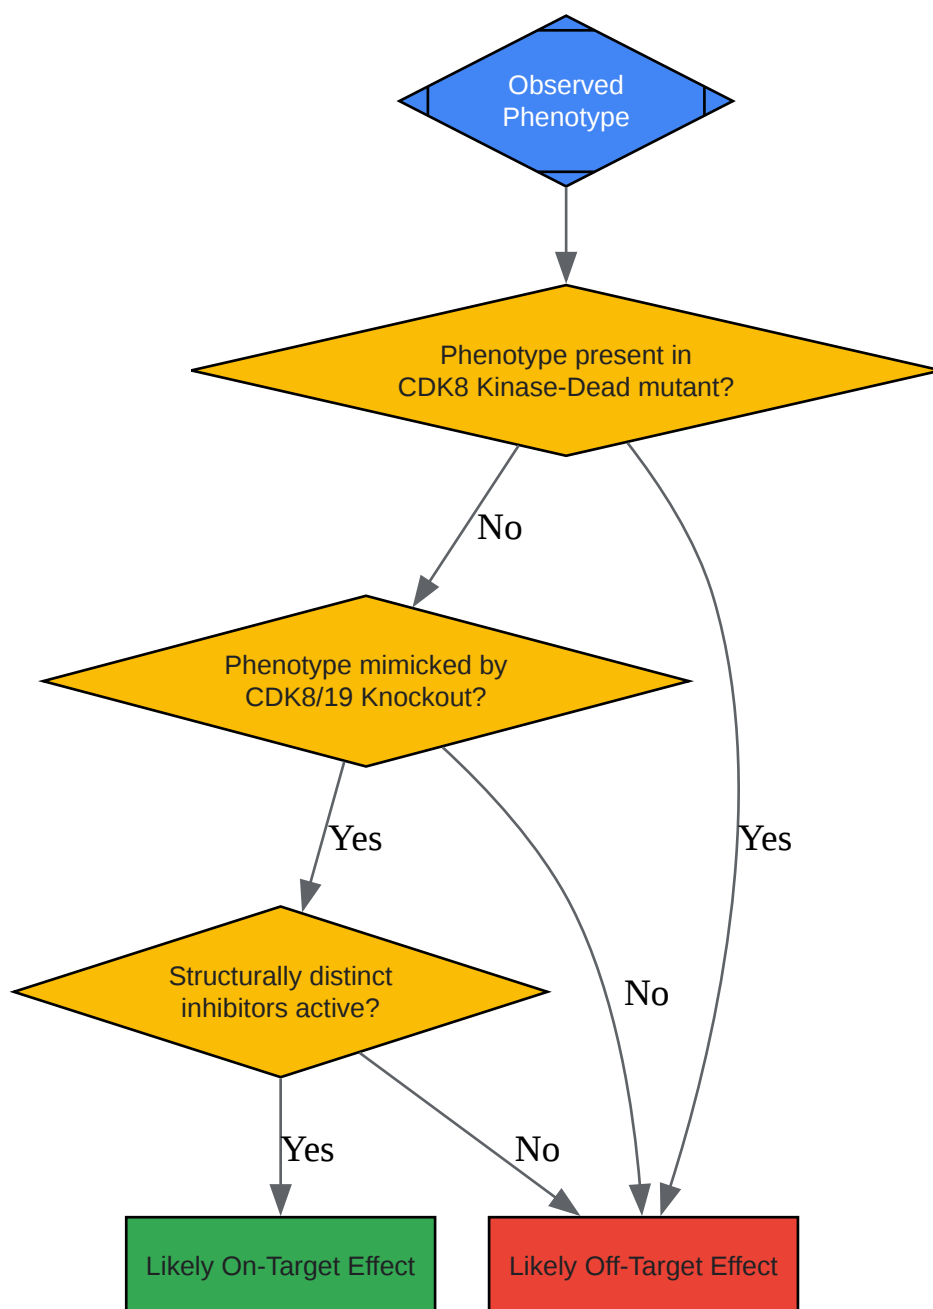 Observed
Phenotype
Phenotype present in
CDK8 Kinase-Dead mutant?
No
Phenotype mimicked by
CDK8/19 Knockout?
Yes
Yes
Structurally distinct
inhibitors active?
No
Yes
No
Likely On-Target Effect
Likely Off-Target Effect